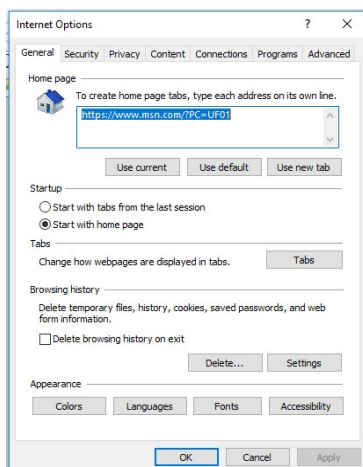 Internet Options ? X
General Security Privacy Content Connections Programs Advanced
Home page
To create home page tabs, type each address on its own line.
https://www.msn.com/?PC=UF01
Use current Use default Use new tab
Startup
Start with tabs from the last session
Start with home page
Tabs
Change how webpages are displayed in tabs. Tabs
Browsing history
Delete temporary files, history, cookies, saved passwords, and web
form information.
Delete browsing history on exit
Delete... Settings
Appearance
Colors Languages Fonts Accessibility
OK Cancel Apply